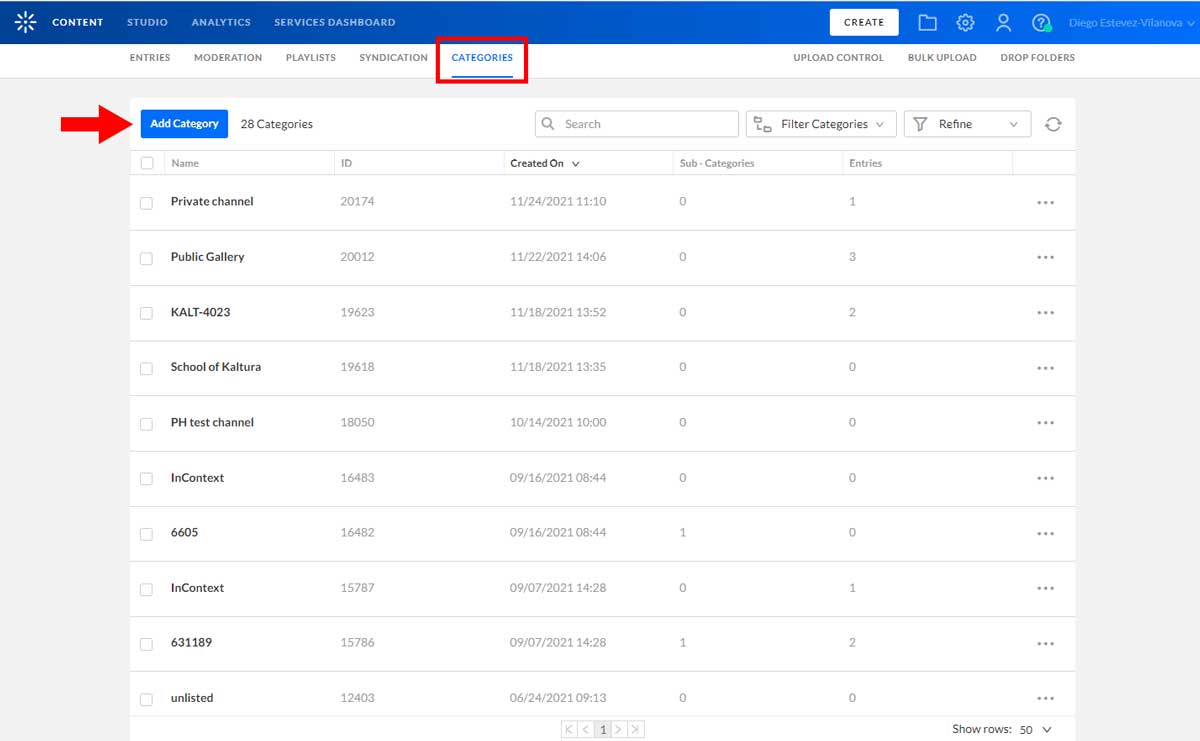 CONTENT STUDIO ANALYTICS SERVICES DASHBOARD CREATE Diego Estevez-Vilanova
ENTRIES MODERATION PLAYLISTS SYNDICATION CATEGORIES UPLOAD CONTROL BULK UPLOAD DROP FOLDERS
Add Category 28 Categories Search Filter Categories Refine
Name ID Created On Sub - Categories Entries
Private channel 20174 11/24/2021 11:10 0 1
Public Gallery 20012 11/22/2021 14:06 0 3
KALT-4023 19623 11/18/2021 13:52 0 2
School of Kaltura 19618 11/18/2021 13:35 0 0
PH test channel 18050 10/14/2021 10:00 0 0
InContext 16483 09/16/2021 08:44 0 0
6605 16482 09/16/2021 08:44 1 0
InContext 15787 09/07/2021 14:28 0 1
631189 15786 09/07/2021 14:28 1 2
unlisted 12403 06/24/2021 09:13 0 0
1 Show rows: 50